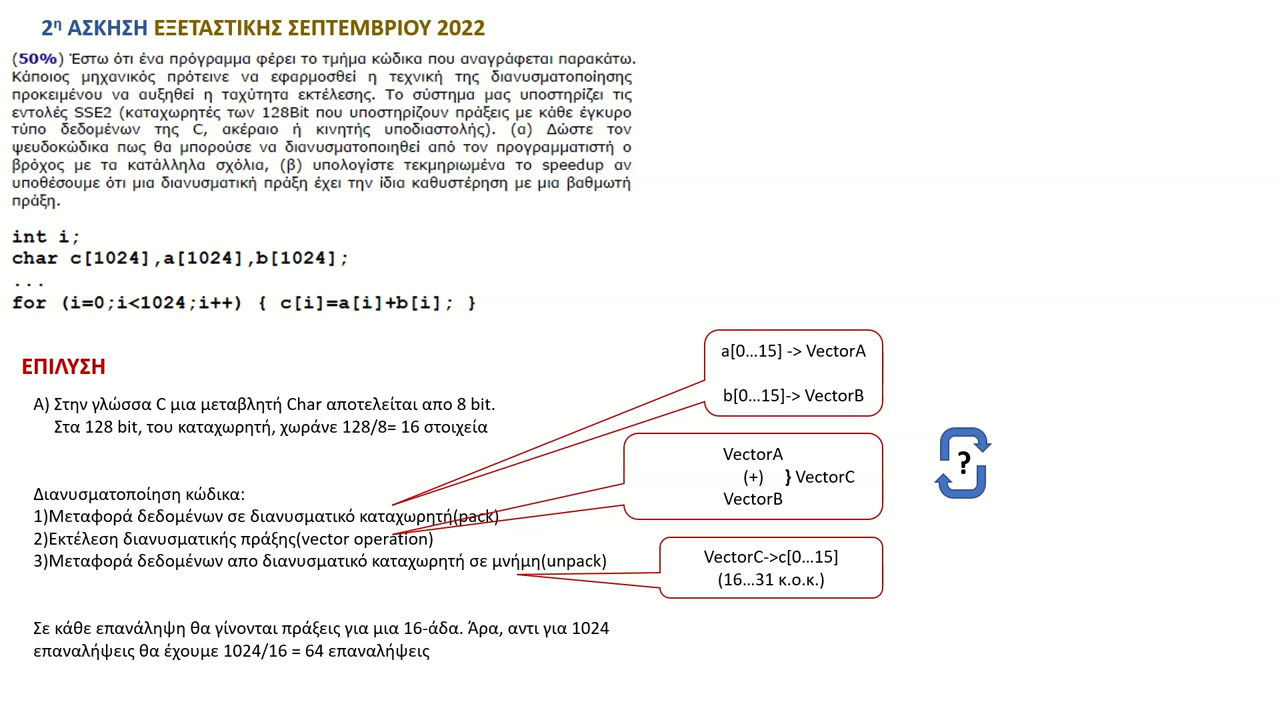 2η ΑΣΚΗΣΗ ΕΞΕΤΑΣΤΙΚΗΣ ΣΕΠΤΕΜΒΡΙΟΥ 2022
(50%) Έστω ότι ένα πρόγραμμα φέρει το τμήμα κώδικα που αναγράφεται παρακάτω.
Κάποιος μηχανικός πρότεινε να εφαρμοσθεί η τεχνική της διανυσματοποίησης
προκειμένου να αυξηθεί η ταχύτητα εκτέλεσης. Το σύστημα μας υποστηρίζει τις
εντολές SSE2 (καταχωρητές των 128Bit που υποστηρίζουν πράξεις με κάθε έγκυρο
τύπο δεδομένων της C, ακέραιο ή κινητής υποδιαστολής). (α) Δώστε τον
ψευδοκώδικα πως θα μπορούσε να διανυσματοποιηθεί από τον προγραμματιστή ο
βρόχος με τα κατάλληλα σχόλια, (β) υπολογίστε τεκμηριωμένα το speedup αν
υποθέσουμε ότι μια διανυσματική πράξη έχει την ίδια καθυστέρηση με μια βαθμωτή
πράξη.
int i;
char c[1024],a[1024],b[1024];
...
for (i=0;i<1024;i++) { c[i]=a[i]+b[i]; }
ΕΠΙΛΥΣΗ
Α) Στην γλώσσα C μια μεταβλητή Char αποτελείται απο 8 bit.
Στα 128 bit, του καταχωρητή, χωράνε 128/8= 16 στοιχεία
Διανυσματοποίηση κώδικα:
1)Μεταφορά δεδομένων σε διανυσματικό καταχωρητή(pack)
2)Εκτέλεση διανυσματικής πράξης(vector operation)
3)Μεταφορά δεδομένων απο διανυσματικό καταχωρητή σε μνήμη(unpack)
Σε κάθε επανάληψη θα γίνονται πράξεις για μια 16-άδα. Άρα, αντι για 1024
επαναλήψεις θα έχουμε 1024/16 = 64 επαναλήψεις
a[0…15] -> VectorA
b[0…15]-> VectorB
VectorA
(+) } VectorC
VectorB
VectorC->c[0…15]
(16…31 κ.ο.κ.)
?